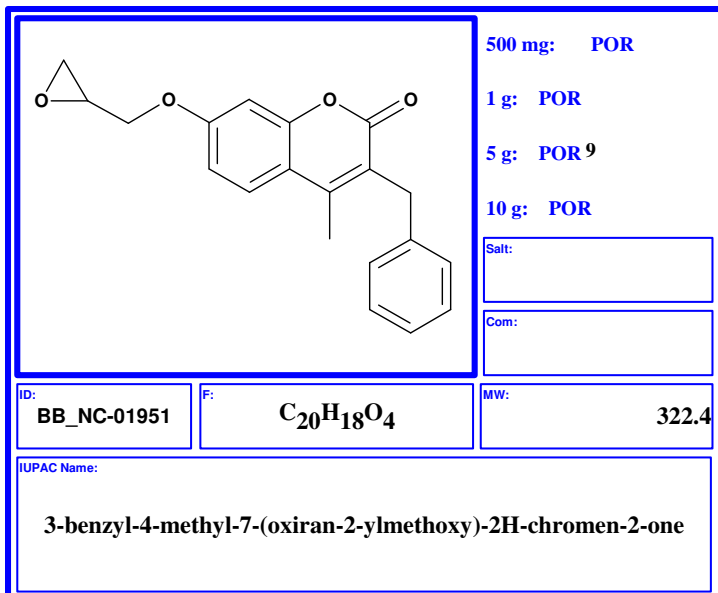 500 mg: POR
1 g: POR
5 g: POR 9
10 g: POR
O
O
O
O
Salt:
Com:
ID:
BB_NC-01951
F:
C20H18O4
MW:
322.4
IUPAC Name:
3-benzyl-4-methyl-7-(oxiran-2-ylmethoxy)-2H-chromen-2-one